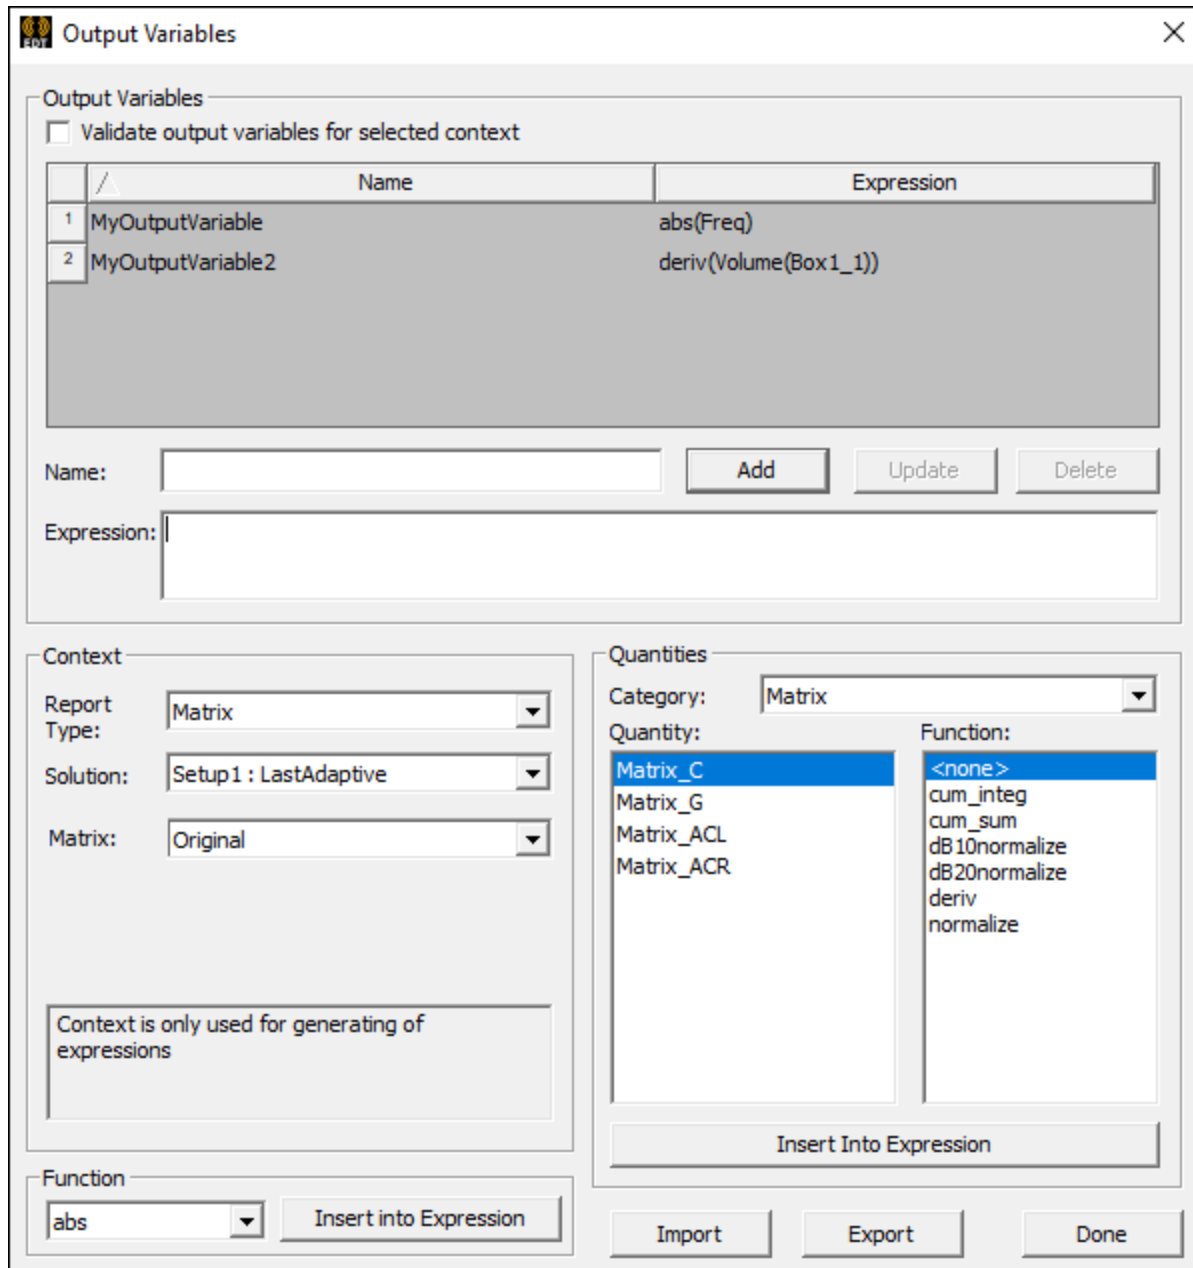 EDT
Output Variables
Output Variables
Validate output variables for selected context
Name Expression
1 MyOutputVariable abs(Freq)
2 MyOutputVariable2 deriv(Volume(Box1_1))
Name: Add Update Delete
Expression:
Context
Report
Type:
Matrix
Solution: Setup1 : LastAdaptive
Matrix: Original
Context is only used for generating of
expressions
Function
abs Insert into Expression
Quantities
Category: Matrix
Quantity: Function:
Matrix_C
Matrix_G
Matrix_ACL
Matrix_ACR
<none>
cum_integ
cum_sum
dB10normalize
dB20normalize
deriv
normalize
Insert Into Expression
Import Export Done